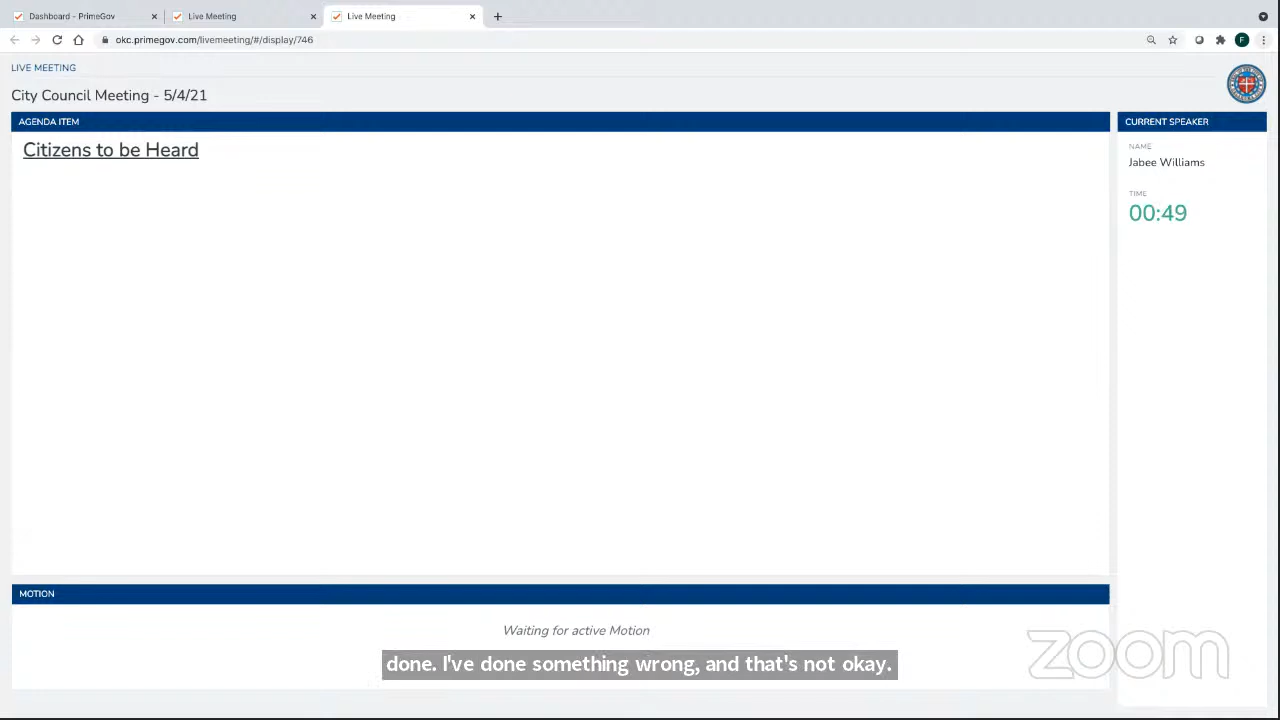 Dashboard - PrimeGov
Live Meeting
Live Meeting
okc.primegov.com/livemeeting/#/display/746
F
LIVE MEETING
City Council Meeting - 5/4/21
AGENDA ITEM
Citizens to be Heard
CURRENT SPEAKER
NAME
Jabee Williams
TIME
00:49
MOTION
Waiting for active Motion
done. I've done something wrong, and that's not okay.
zoom